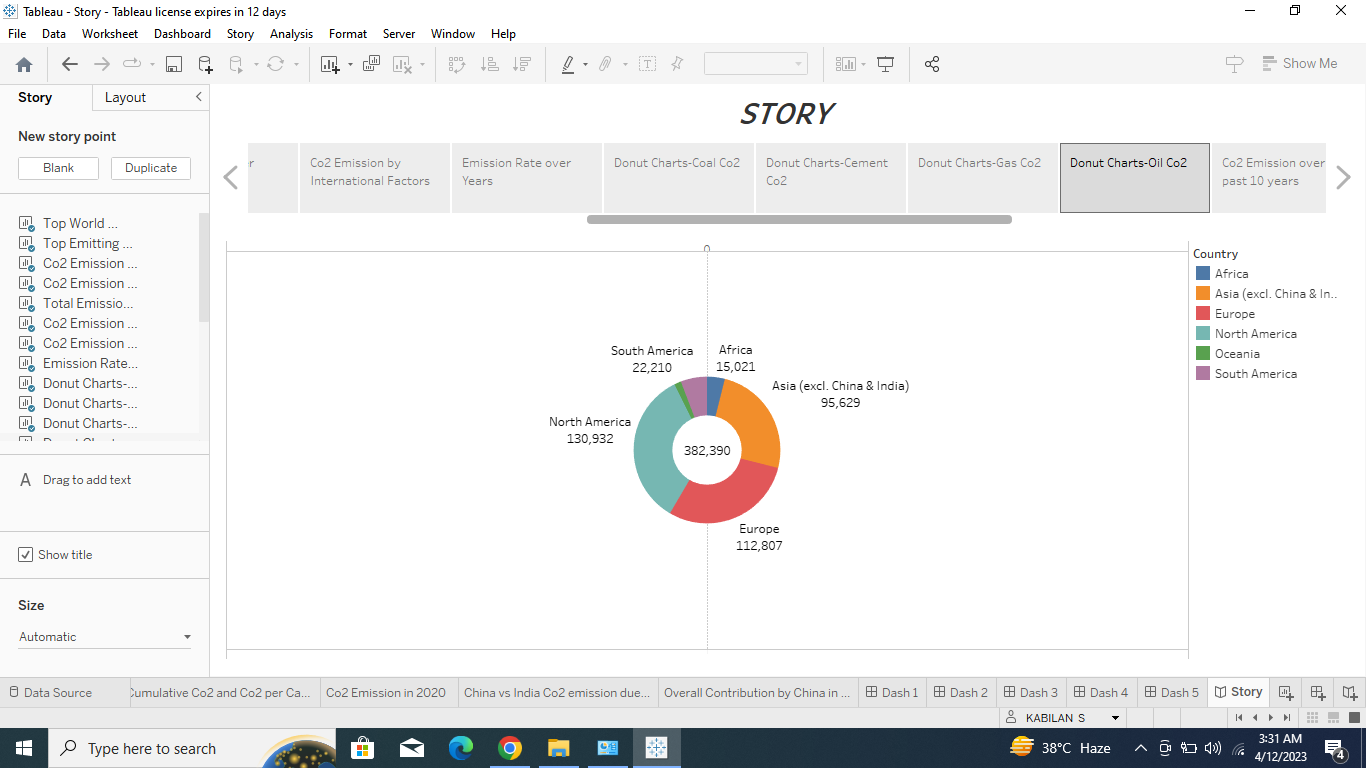 Tableau - Story - Tableau license expires in 12 days
File Data Worksheet Dashboard Story Analysis Format Server Window Help
Show Me
Story Layout
New story point
Blank Duplicate
Top World ...
Top Emitting ...
Co2 Emission ...
Co2 Emission ...
Total Emissio...
Co2 Emission ...
Co2 Emission ...
Emission Rate...
Donut Charts-...
Donut Charts-...
Donut Charts-...
A Drag to add text
Show title
Size
Automatic
STORY
Co2 Emission by
International Factors
Emission Rate over
Years
Donut Charts-Coal Co2
Donut Charts-Cement
Co2
Donut Charts-Gas Co2
Donut Charts-Oil Co2
Co2 Emission over
past 10 years
South America
22,210
Africa
15,021
Asia (excl. China & India)
95,629
North America
130,932
382,390
Europe
112,807
Country
Africa
Asia (excl. China & In..
Europe
North America
Oceania
South America
Data Source Cumulative Co2 and Co2 per Ca... Co2 Emission in 2020 China vs India Co2 emission due... Overall Contribution by China in ... Dash 1 Dash 2 Dash 3 Dash 4 Dash 5 Story
KABILAN S
Type here to search
38°C Haze
3:31 AM
4/12/2023
4